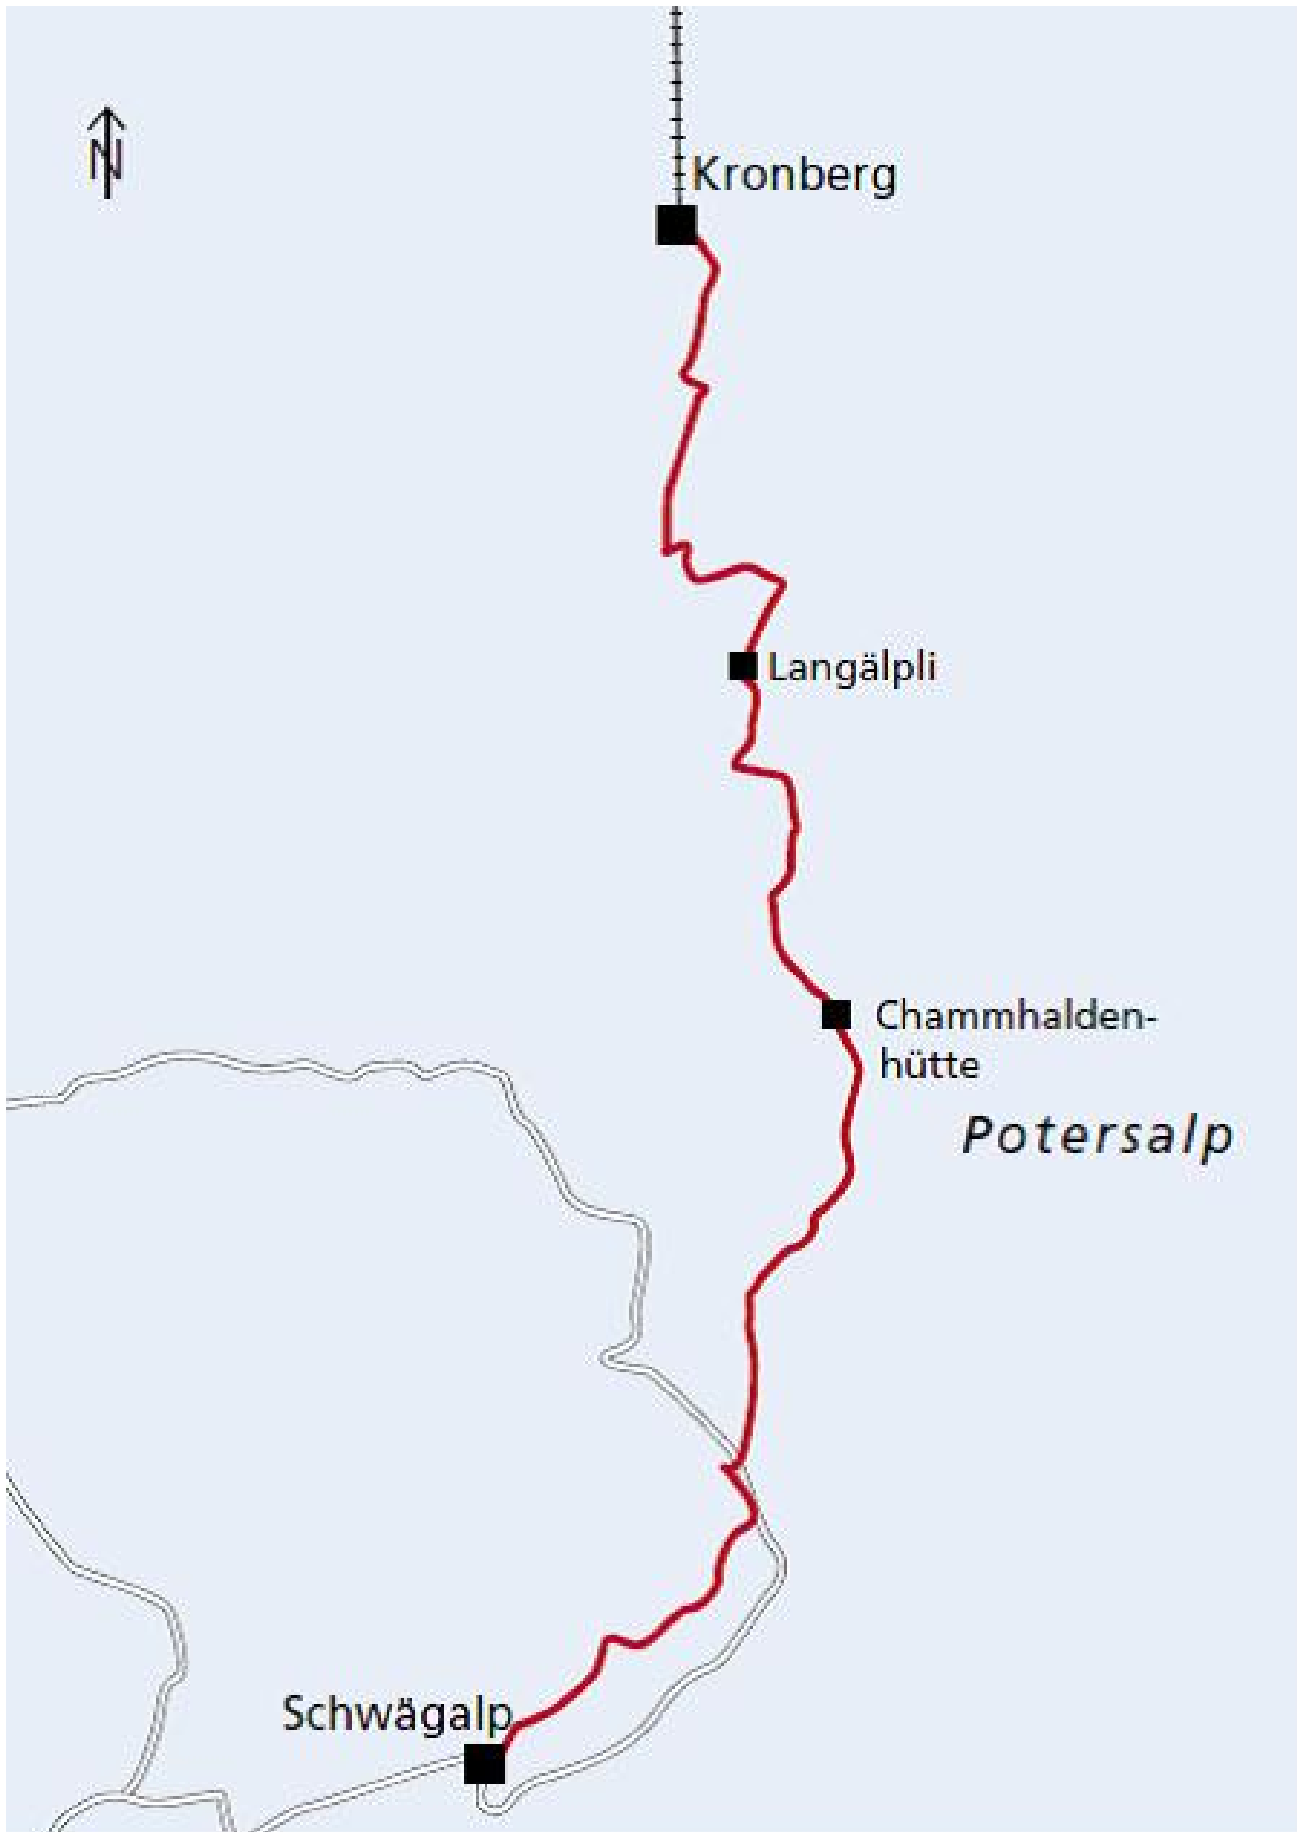 N
Kronberg
Langälpli
Chammhalden-
hütte
Potersalp
Schwägalp